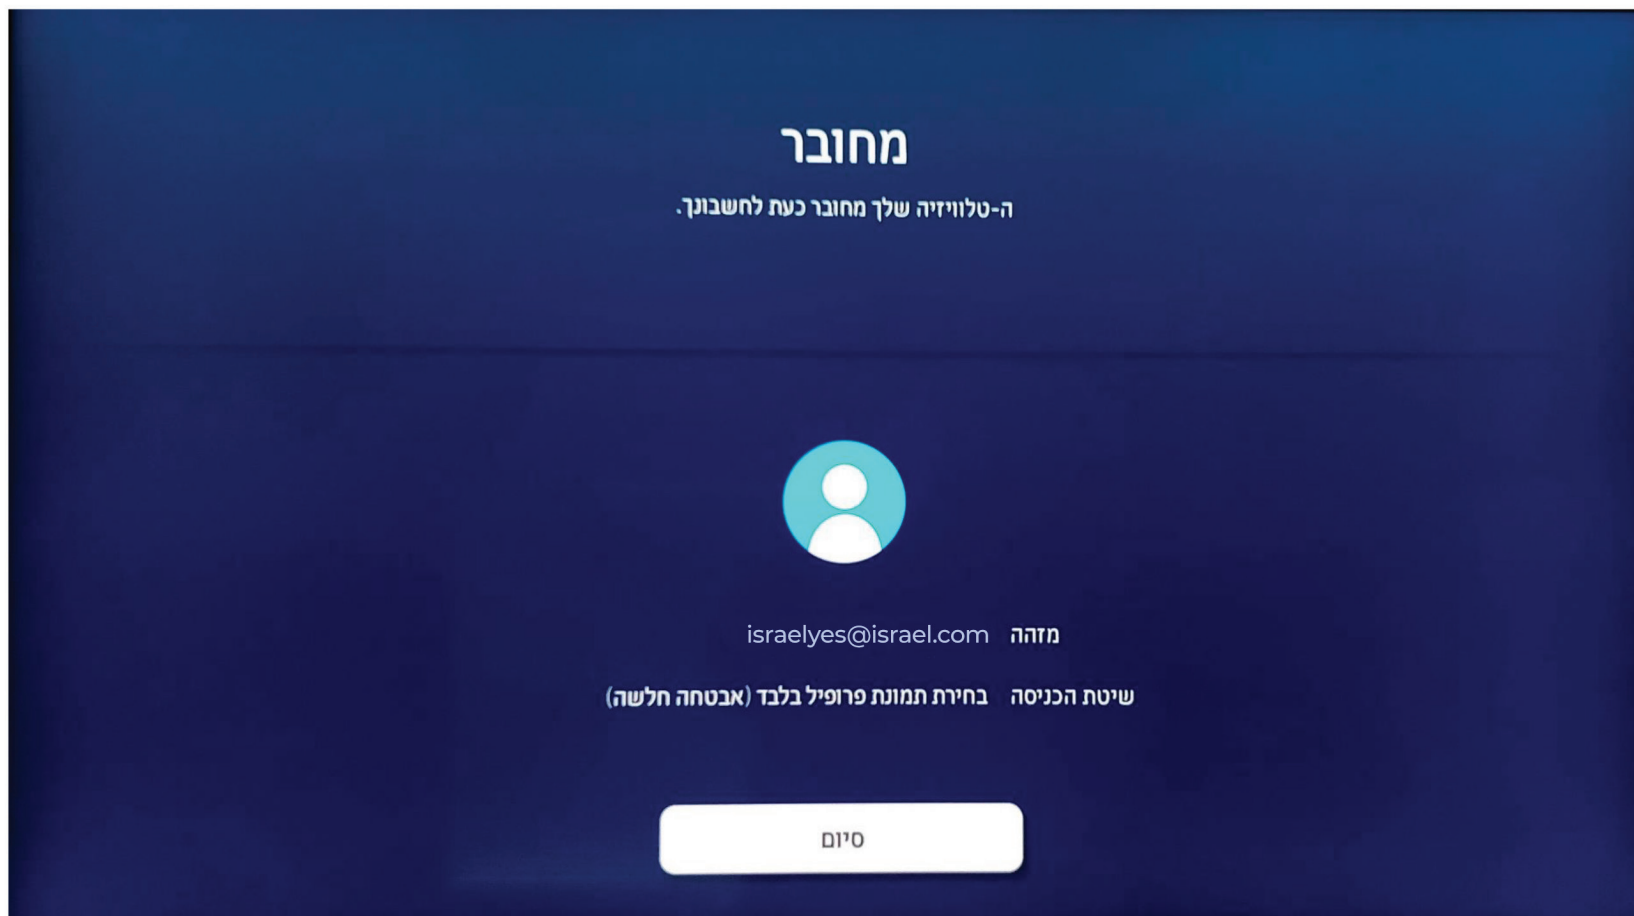 מחובר
ה-טלוויזיה שלך מחובר כעת לחשבונך.
מזהה israelyes@israel.com
שיטת הכניסה בחירת תמונת פרופיל בלבד (אבטחה חלשה)
סיום